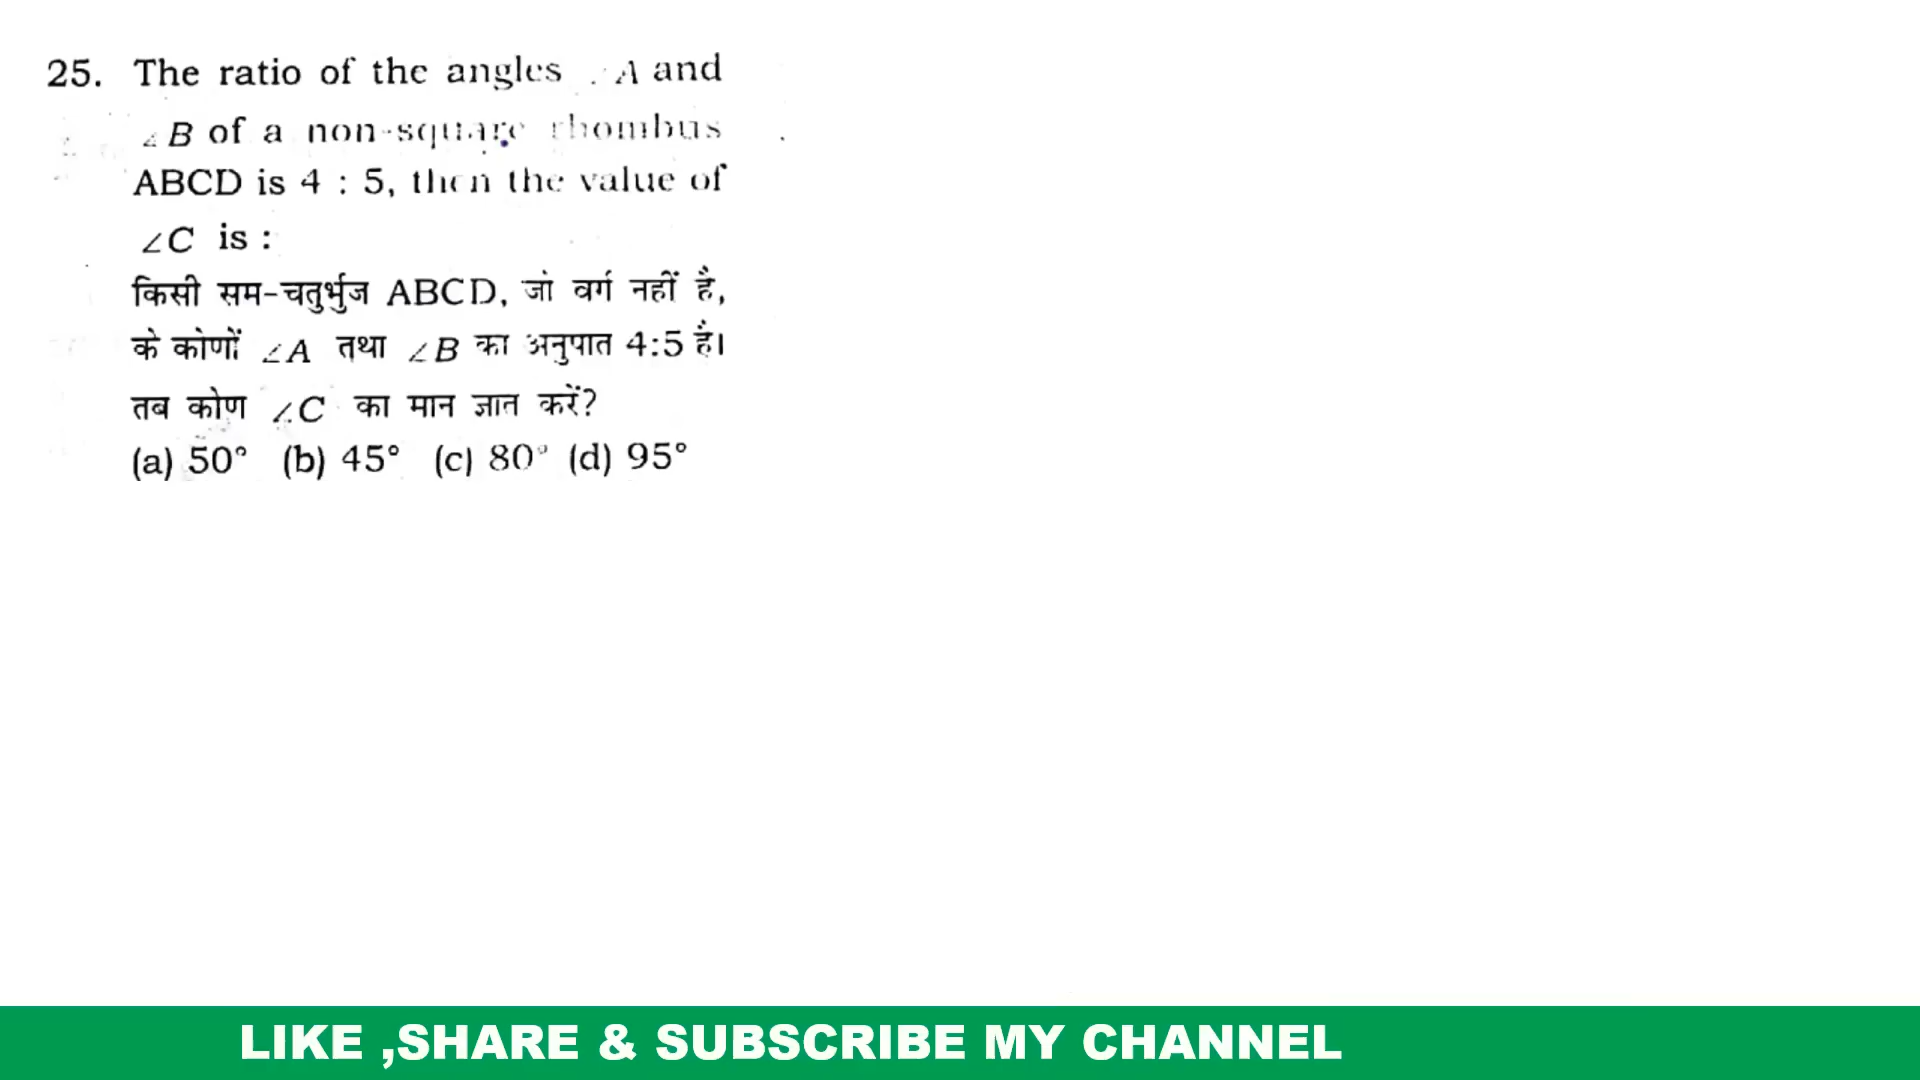 25. The ratio of the angles ∠A and
∠B of a non-square rhombus
ABCD is 4 : 5, then the value of
∠C is :
किसी सम-चतुर्भुज ABCD, जो वर्ग नहीं है,
के कोणों ∠A तथा ∠B का अनुपात 4:5 है।
तब कोण ∠C का मान ज्ञात करें?
(a) 50° (b) 45° (c) 80° (d) 95°
LIKE ,SHARE & SUBSCRIBE MY CHANNEL